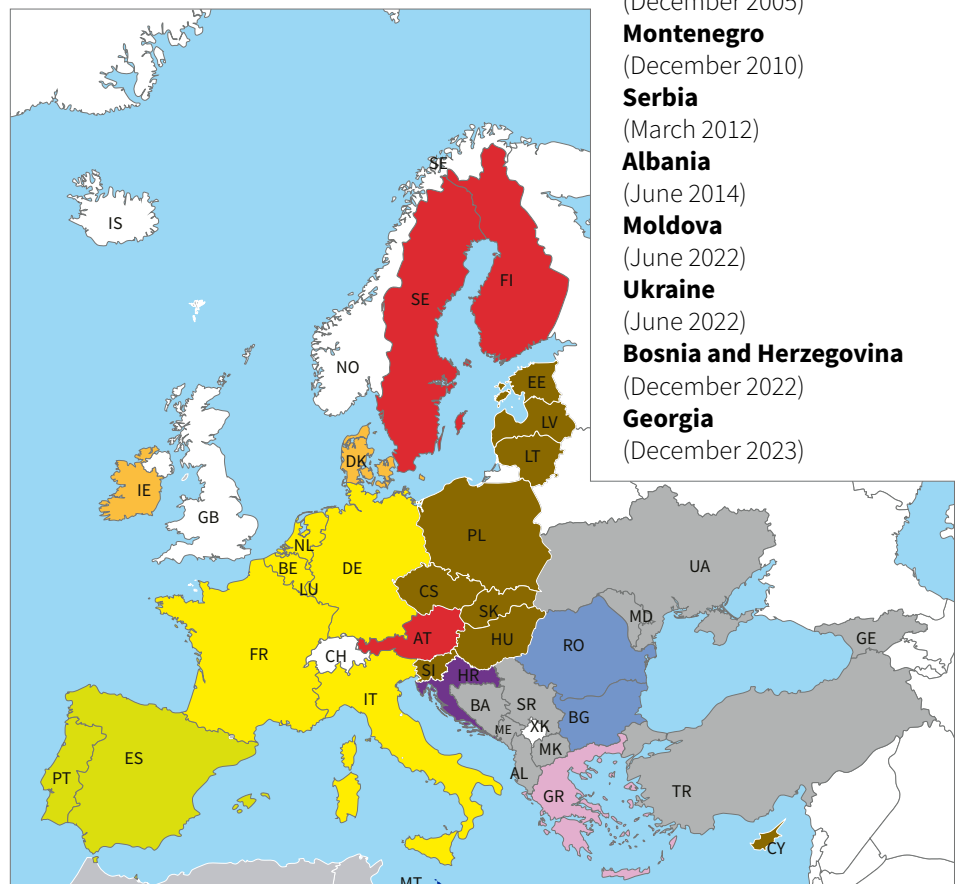 (December 2005)
Montenegro
(December 2010)
Serbia
(March 2012)
Albania
(June 2014)
Moldova
(June 2022)
Ukraine
(June 2022)
Bosnia and Herzegovina
(December 2022)
Georgia
(December 2023)
SE
IS
FI
SE
NO
EE
LV
LT
DK
IE
GB
PL
NL
BE
DE
LU
UA
CS
SK
MD
AT
HU
RO
GE
FR
CH
SI
HR
IT
BA
SR
BG
ME
XK
MK
AL
ES
PT
GR
TR
CY
MT